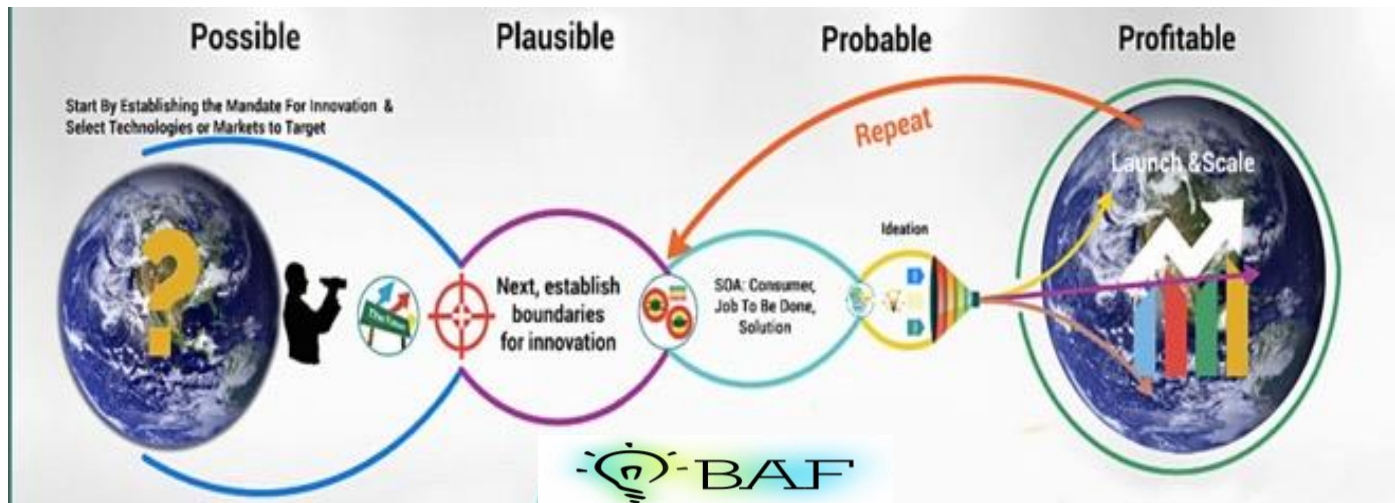 Possible
Plausible
Probable
Profitable
Start By Establishing the Mandate For Innovation &
Select Technologies or Markets to Target
Repeat
Launch &Scale
Ideation
Next, establish
boundaries
for innovation
SOA: Consumer,
Job To Be Done,
Solution
BAF